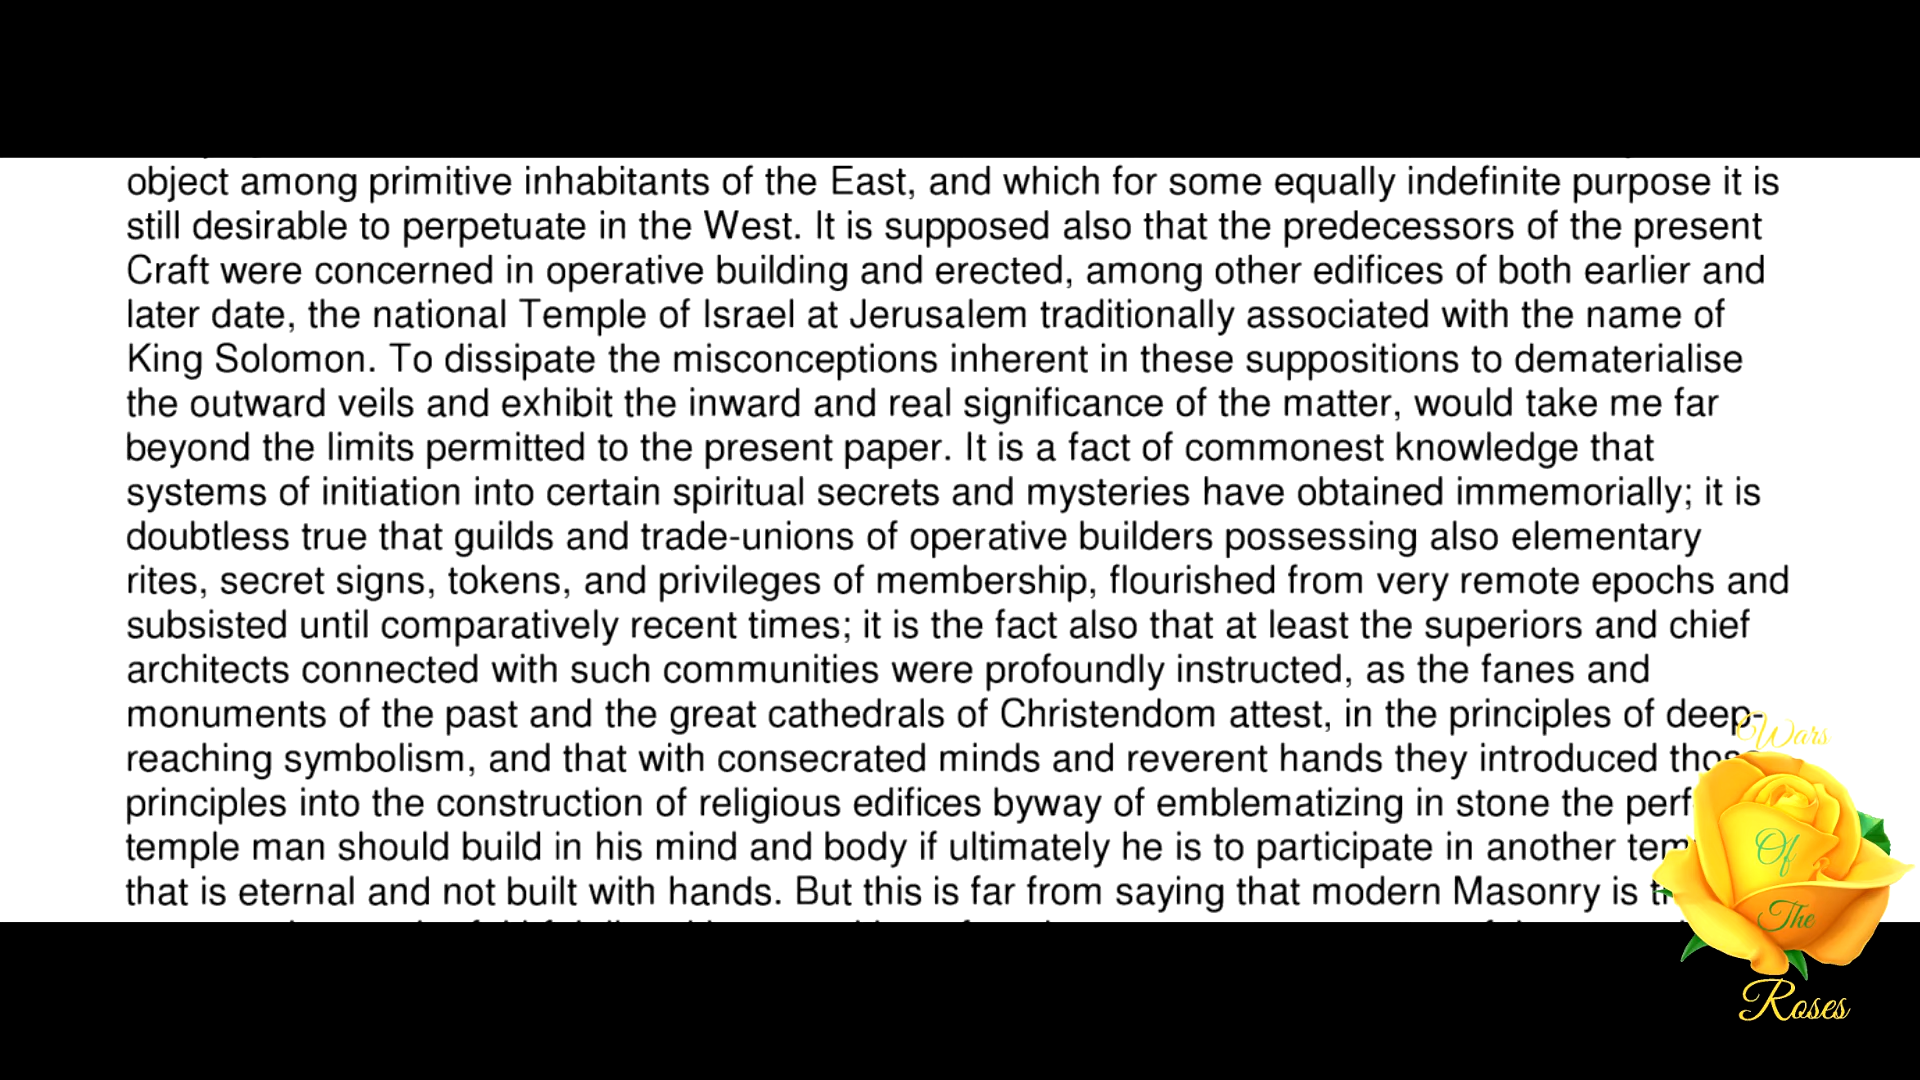 object among primitive inhabitants of the East, and which for some equally indefinite purpose it is
still desirable to perpetuate in the West. It is supposed also that the predecessors of the present
Craft were concerned in operative building and erected, among other edifices of both earlier and
later date, the national Temple of Israel at Jerusalem traditionally associated with the name of
King Solomon. To dissipate the misconceptions inherent in these suppositions to dematerialise
the outward veils and exhibit the inward and real significance of the matter, would take me far
beyond the limits permitted to the present paper. It is a fact of commonest knowledge that
systems of initiation into certain spiritual secrets and mysteries have obtained immemorially; it is
doubtless true that guilds and trade-unions of operative builders possessing also elementary
rites, secret signs, tokens, and privileges of membership, flourished from very remote epochs and
subsisted until comparatively recent times; it is the fact also that at least the superiors and chief
architects connected with such communities were profoundly instructed, as the fanes and
monuments of the past and the great cathedrals of Christendom attest, in the principles of deep-
reaching symbolism, and that with consecrated minds and reverent hands they introduced
principles into the construction of religious edifices byway of emblematizing in stone the
temple man should build in his mind and body if ultimately he is to participate in another
that is eternal and not built with hands. But this is far from saying that modern Masonry is
Wars
Of
The
Roses